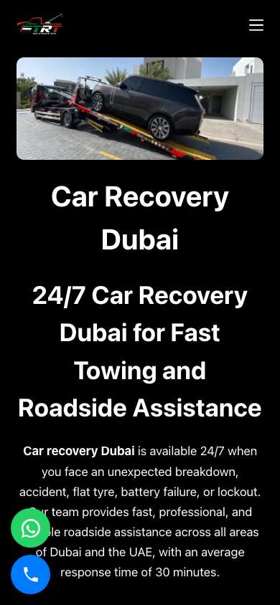 TRT
Car Recovery
Dubai
24/7 Car Recovery
Dubai for Fast
Towing and
Roadside Assistance
Car recovery Dubai is available 24/7 when
you face an unexpected breakdown,
accident, flat tyre, battery failure, or lockout.
team provides fast, professional, and
roadside assistance across all areas
of Dubai and the UAE, with an average
response time of 30 minutes.